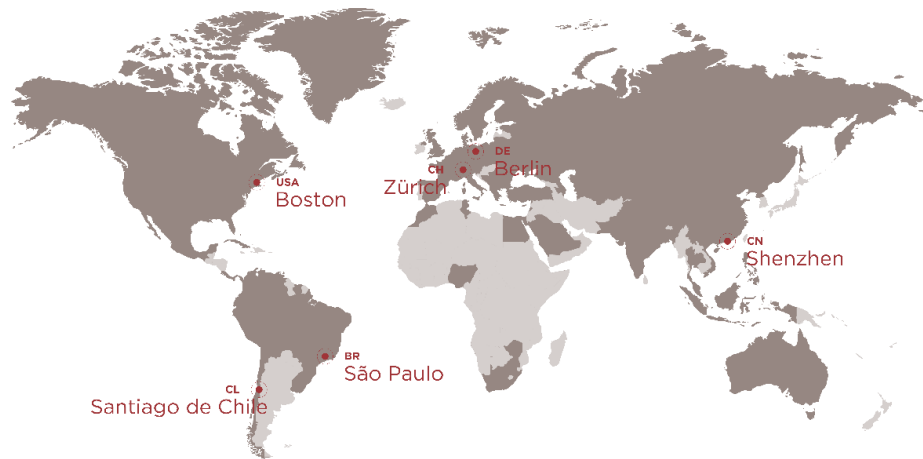 DE
Berlin
CH
Zürich
USA
Boston
CN
Shenzhen
BR
São Paulo
CL
Santiago de Chile